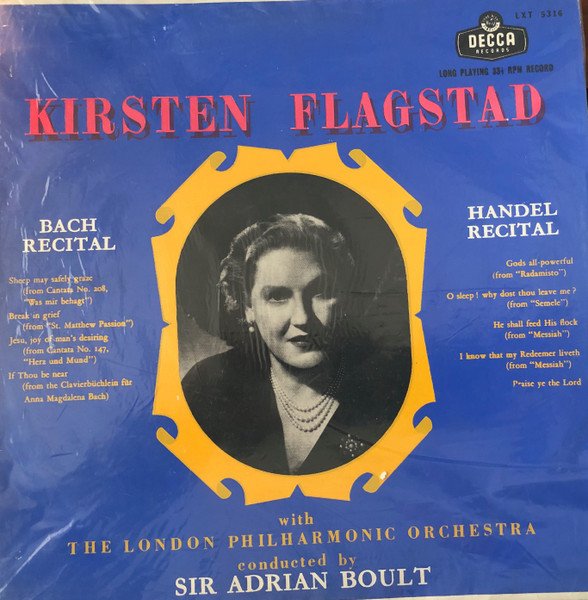 LXT 5316
DECCA
RECORDS
LONG PLAYING 33⅓ RPM RECORD
KIRSTEN FLAGSTAD
BACH
RECITAL
Sheep may safely graze
(from Cantata No. 208,
"Was mir behagt")
Break in grief
(from "St. Matthew Passion")
Jesu, joy of man's desiring
(from Cantata No. 147,
"Herz und Mund")
If Thou be near
(from the Clavierbüchlein für
Anna Magdalena Bach)
HANDEL
RECITAL
Gods all-powerful
(from "Radamisto")
O sleep! why dost thou leave me?
(from "Semele")
He shall feed His flock
(from "Messiah")
I know that my Redeemer liveth
(from "Messiah")
Praise ye the Lord
with
THE LONDON PHILHARMONIC ORCHESTRA
conducted by
SIR ADRIAN BOULT